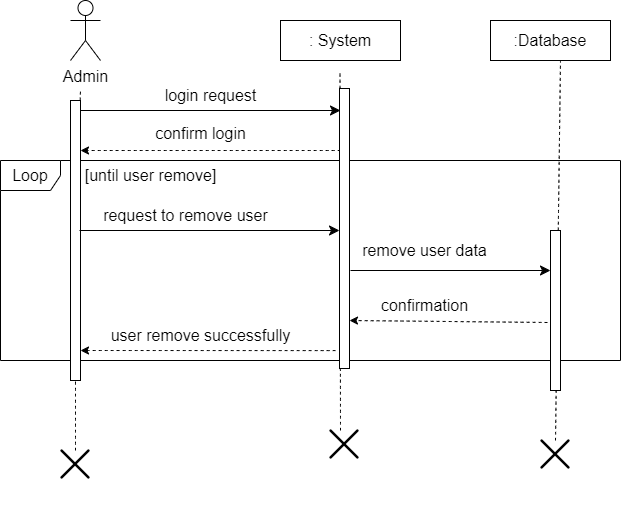 : System
:Database
Admin
login request
confirm login
Loop
[until user remove]
request to remove user
remove user data
confirmation
user remove successfully